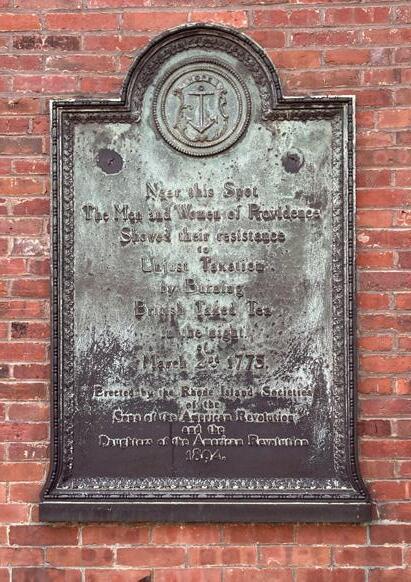 HOPE
Near this Spot
The Men and Women of Providence
Showed their resistance
to
Unjust Taxation
by Burning
British Taxed Tea
in the night
of
March 2nd 1775.
Erected by the Rhode Island Societies
of the
Sons of the American Revolution
and the
Daughters of the American Revolution
1894.